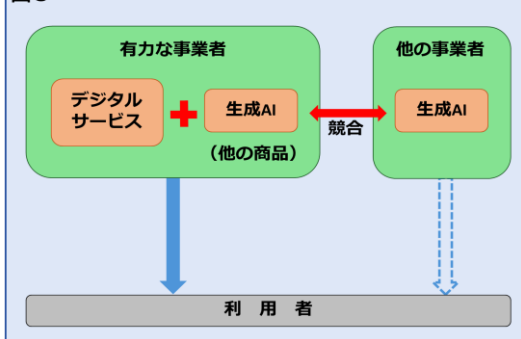 有力な事業者
他の事業者
デジタル
サービス
生成AI
生成AI
競合
(他の商品)
利 用 者